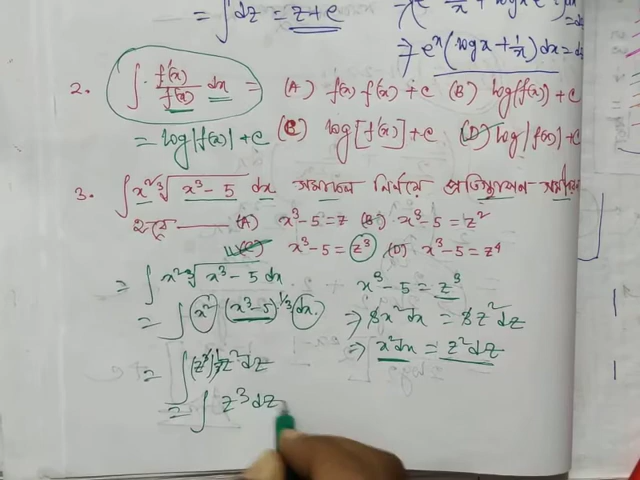 = ∫ dz = z + c
⇒ e^x (log x + 1/x) dx = d
2. ∫ f'(x)/f(x) dx = (A) f(x) f'(x) + c (B) log(f(x)) + c
= log|f(x)| + c (C) log[f'(x)] + c (D) log|f(x)| + c
3. ∫ x² ∛(x³ - 5) dx সমাকলন নির্ণয়ে প্রতিস্থাপন
হবে — (A) x³ - 5 = z (B) x³ - 5 = z²
(C) x³ - 5 = z³ (D) x³ - 5 = z⁴
= ∫ x² ∛(x³ - 5) dx. x³ - 5 = z³
= ∫ x² (x³ - 5)^1/3 dx. ⇒ 3x² dx = 3z² dz
= ∫ (z³)^1/3 z² dz ⇒ x² dx = z² dz
= ∫ z³ dz